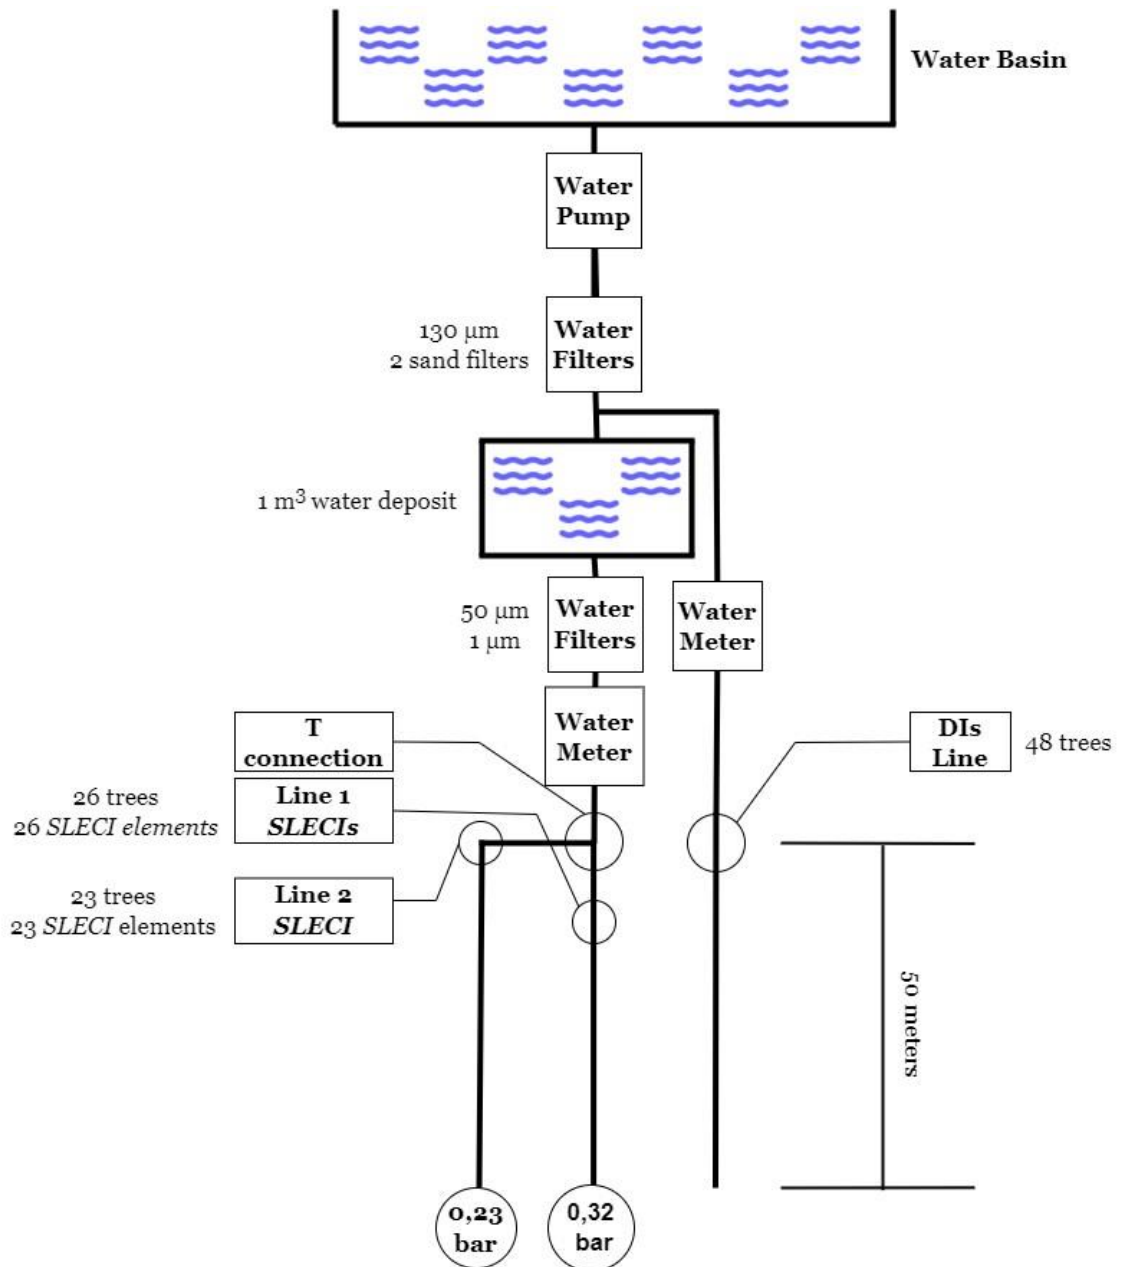 Water Basin
Water
Pump
130 µm
2 sand filters
Water
Filters
1 m³ water deposit
50 µm
1 µm
Water
Filters
Water
Meter
Water
Meter
T
connection
DIs
Line
48 trees
26 trees
26 SLECI elements
Line 1
SLECIs
23 trees
23 SLECI elements
Line 2
SLECI
50 meters
0,23
bar
0,32
bar